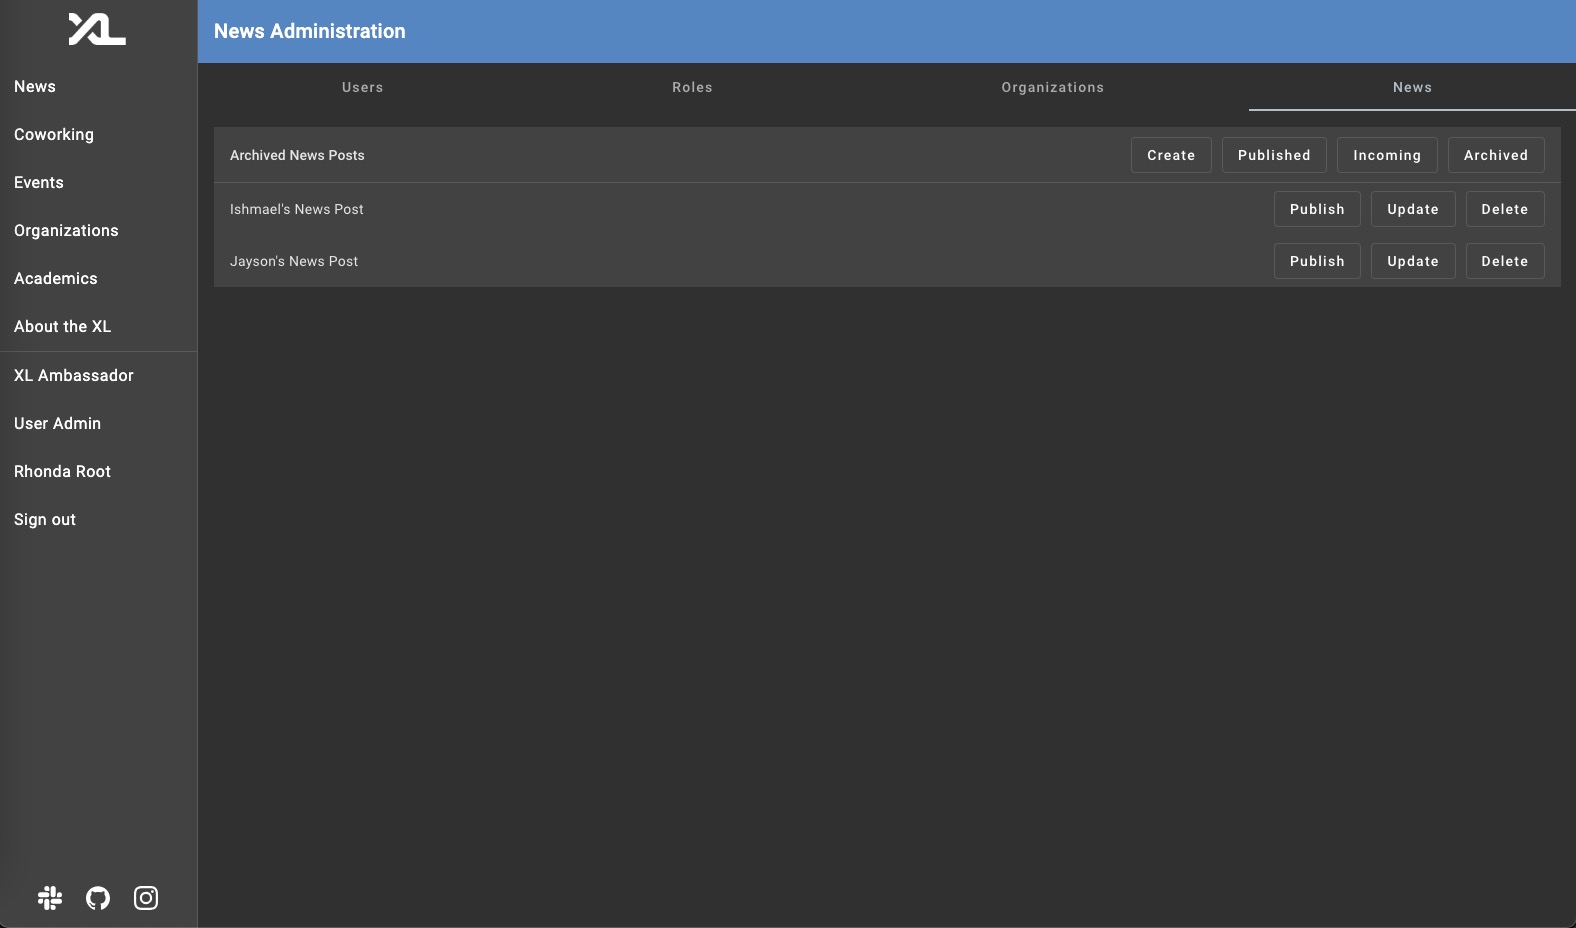 XL
News Administration
News
Coworking
Events
Organizations
Academics
About the XL
XL Ambassador
User Admin
Rhonda Root
Sign out
Users Roles Organizations News
Archived News Posts Create Published Incoming Archived
Ishmael's News Post Publish Update Delete
Jayson's News Post Publish Update Delete